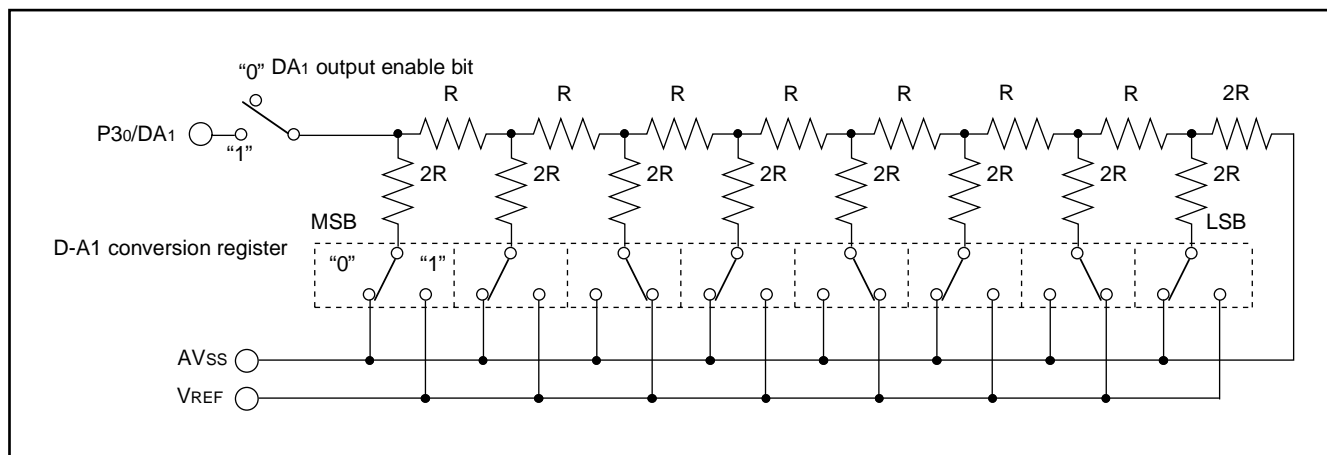 “0” DA1 output enable bit
R R R R R R R 2R
P30/DA1
“1”
2R 2R 2R 2R 2R 2R 2R 2R
MSB LSB
D-A1 conversion register
“0” “1”
AVSS
VREF